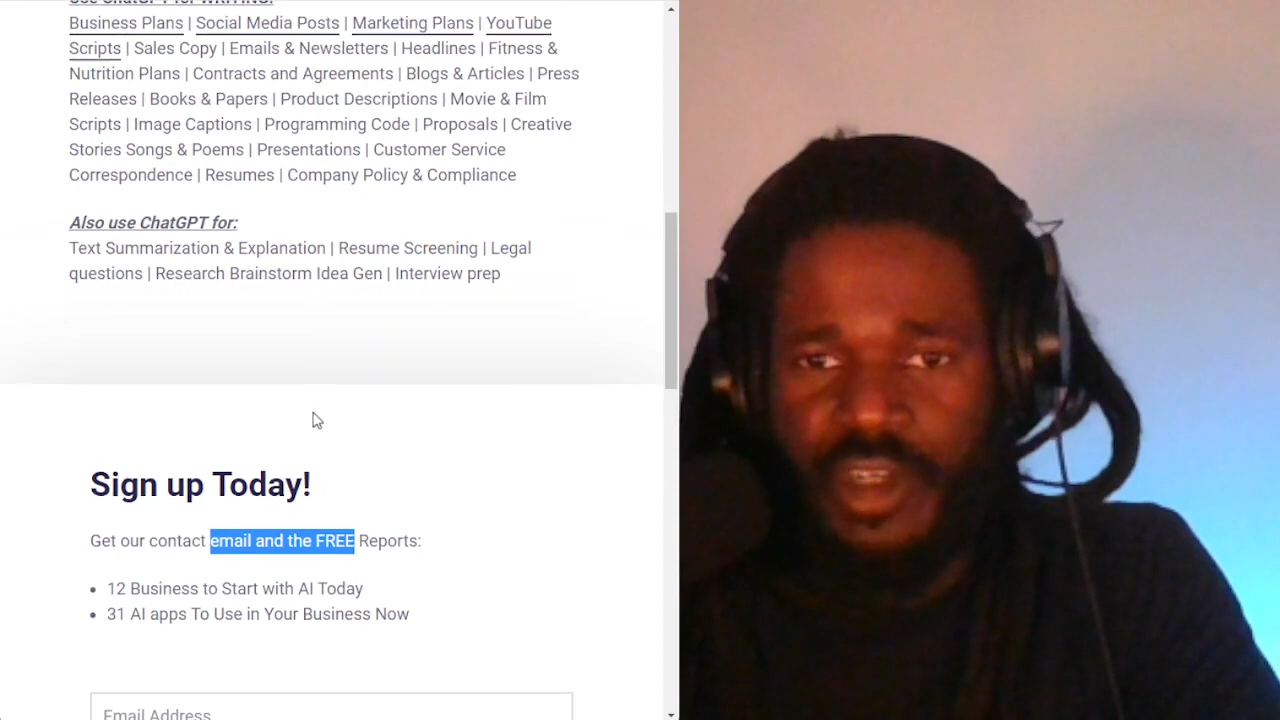 Use ChatGPT for WRITING:
Business Plans | Social Media Posts | Marketing Plans | YouTube
Scripts | Sales Copy | Emails & Newsletters | Headlines | Fitness &
Nutrition Plans | Contracts and Agreements | Blogs & Articles | Press
Releases | Books & Papers | Product Descriptions | Movie & Film
Scripts | Image Captions | Programming Code | Proposals | Creative
Stories Songs & Poems | Presentations | Customer Service
Correspondence | Resumes | Company Policy & Compliance
Also use ChatGPT for:
Text Summarization & Explanation | Resume Screening | Legal
questions | Research Brainstorm Idea Gen | Interview prep
Sign up Today!
Get our contact email and the FREE Reports:
• 12 Business to Start with AI Today
• 31 AI apps To Use in Your Business Now
Email Address